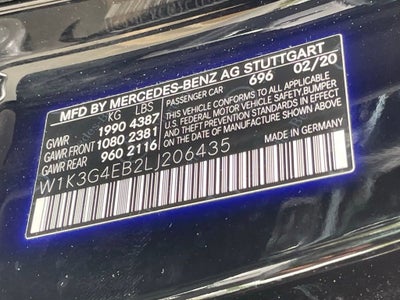 MFD BY MERCEDES-BENZ AG STUTTGART
KG LBS PASSENGER CAR 696 02/20
GVWR 1990 4387
GVWR FRONT 1080 2381
GAWR REAR 960 2116
THIS VEHICLE CONFORMS TO ALL APPLICABLE
U.S. FEDERAL MOTOR VEHICLE SAFETY, BUMPER
AND THEFT PREVENTION STANDARDS IN EFFECT
ON THE DATE OF MANUFACTURE SHOWN ABOVE.
MADE IN GERMANY
W1K3G4EB2LJ206435